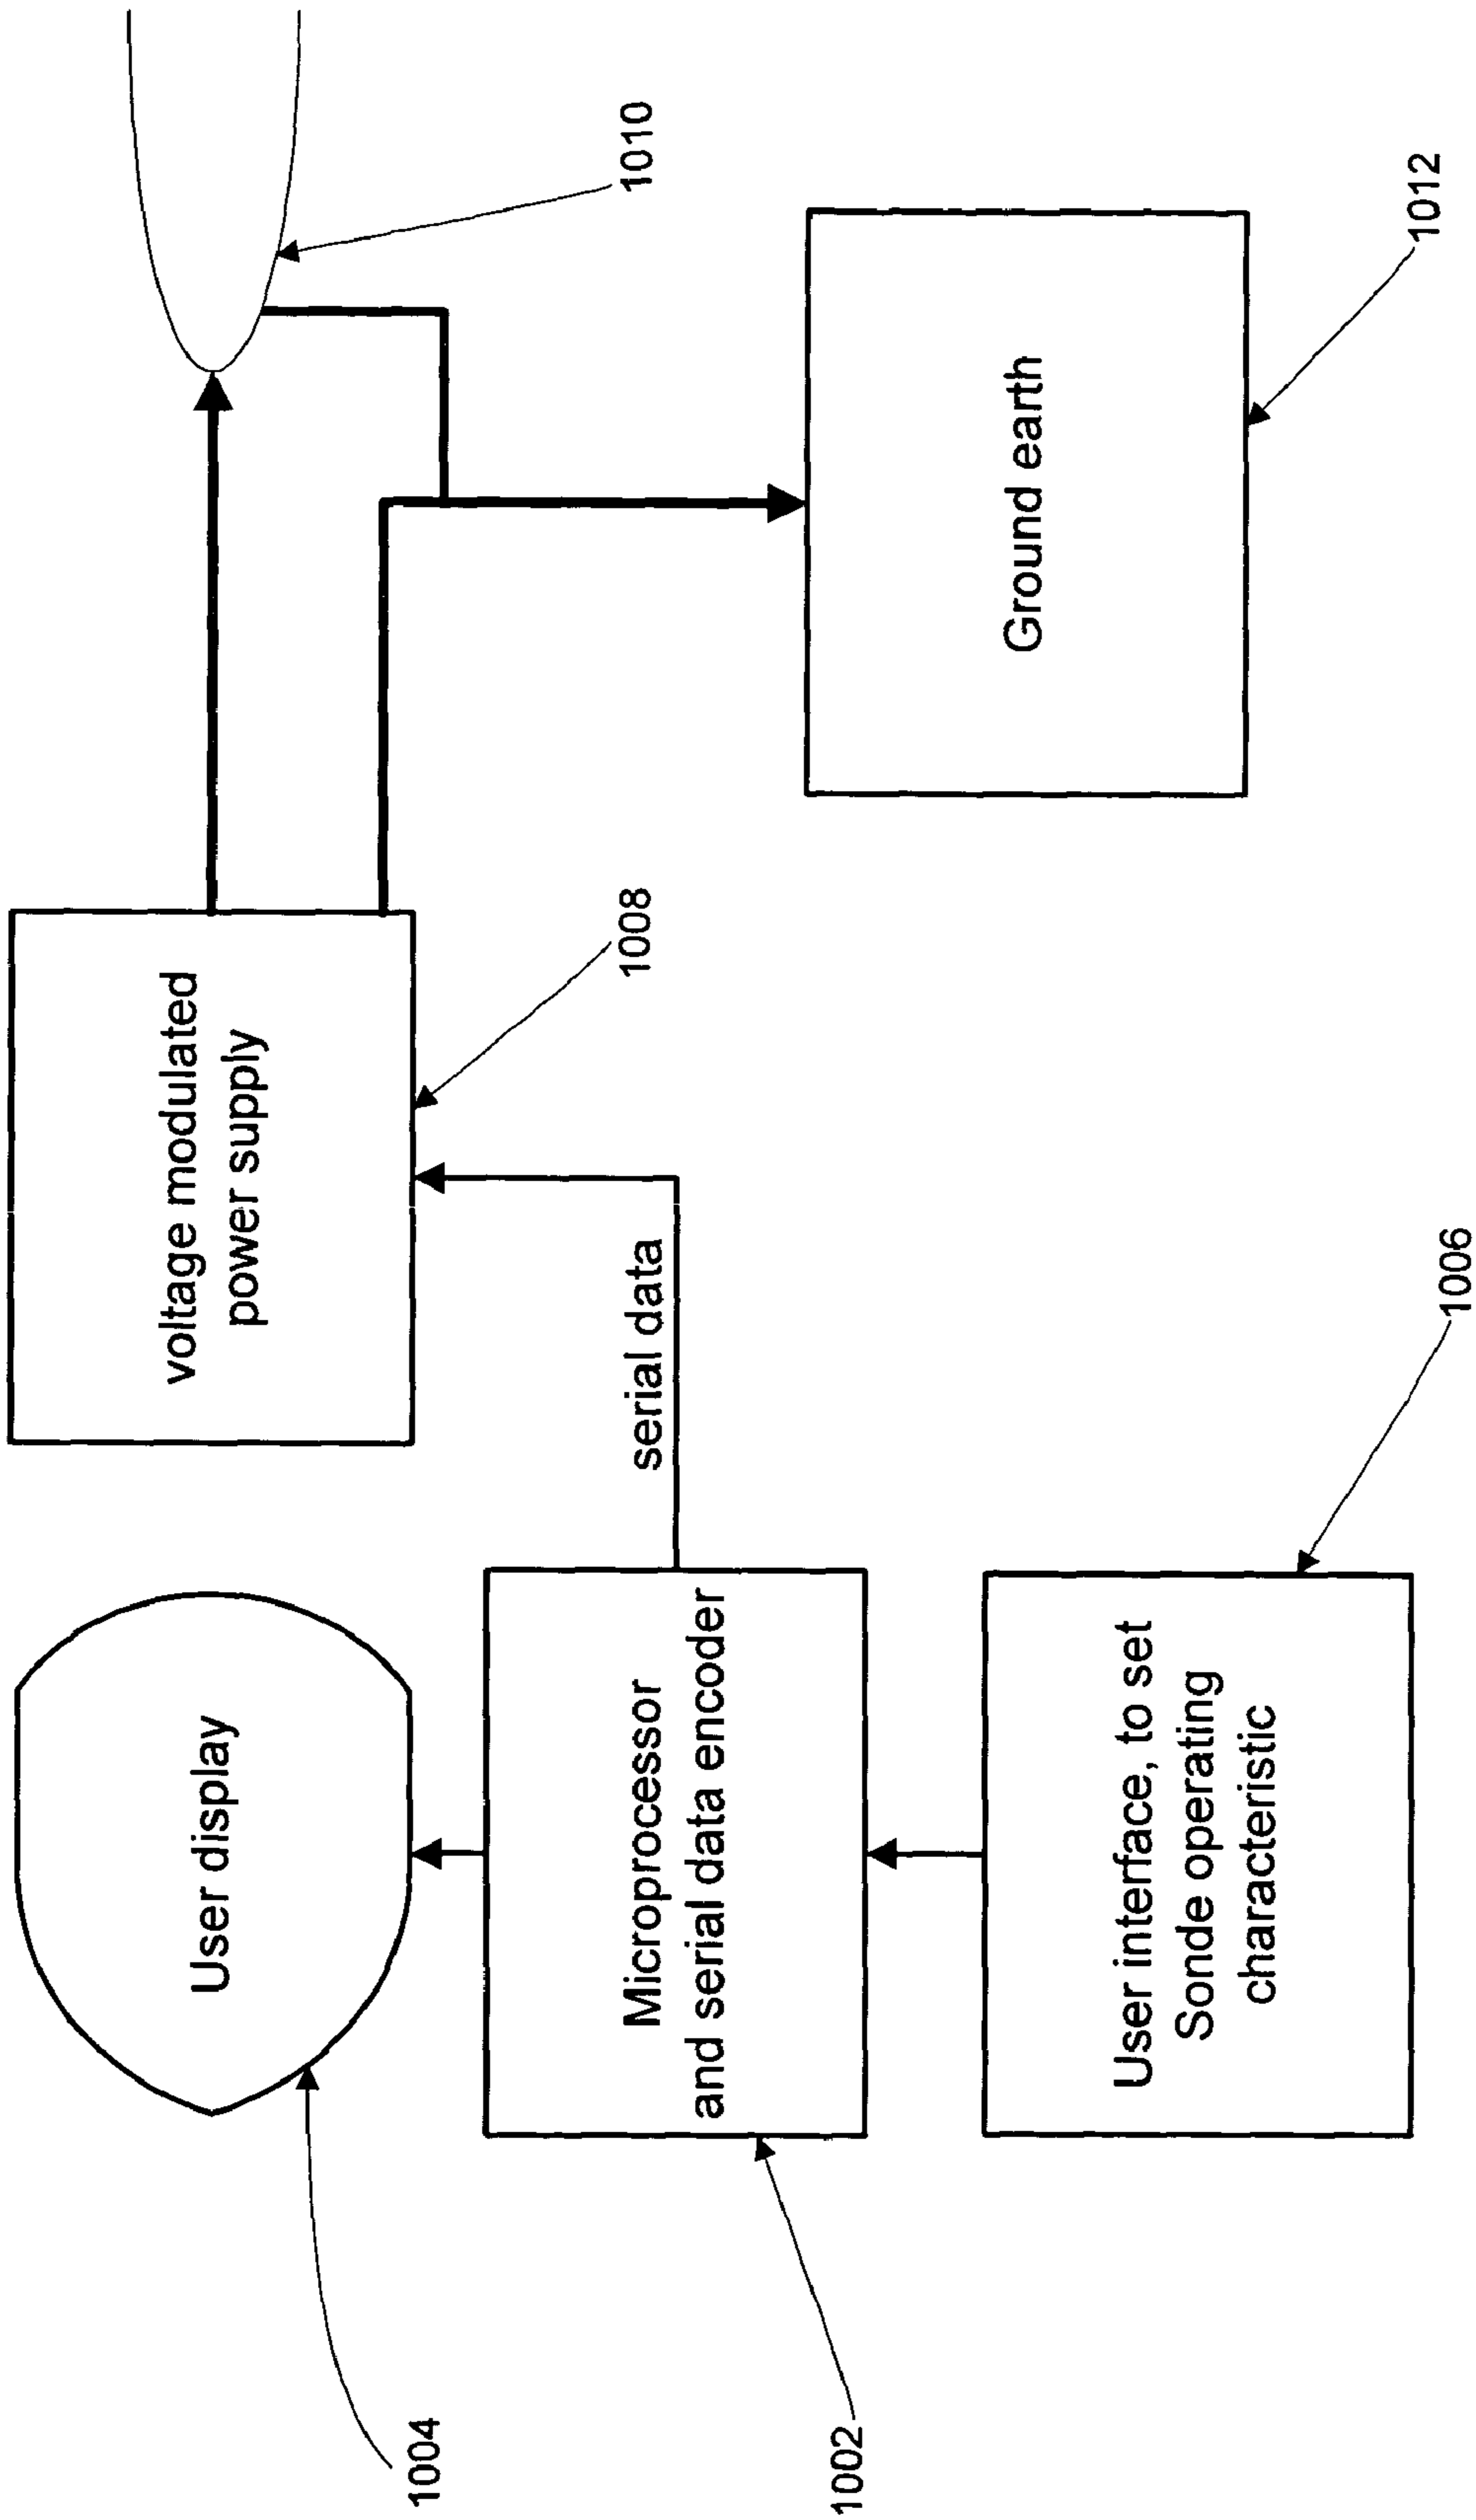 1004
User display
voltage modulated
power supply
1008
1010
serial data
1002
Microprocessor
and serial data encoder
Ground earth
1012
User interface, to set
Sonde operating
characteristic
1006